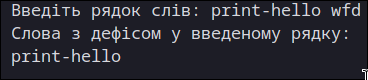 Введіть рядок слів: print-hello wfd
Слова з дефісом у введеному рядку:
print-hello